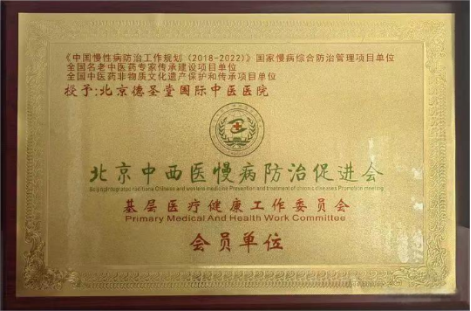 《中国慢性病防治工作规划（2018-2022)》国家慢病综合防治管理项目单位
全国名老中医药专家传承建设项目单位
全国中医药非物质文化遗产保护和传承项目单位
授予:北京德圣堂国际中医医院
北京中西医慢病防治促进会
基层医疗健康工作委员会
Primary Medical And Health Work Committee
会员单位